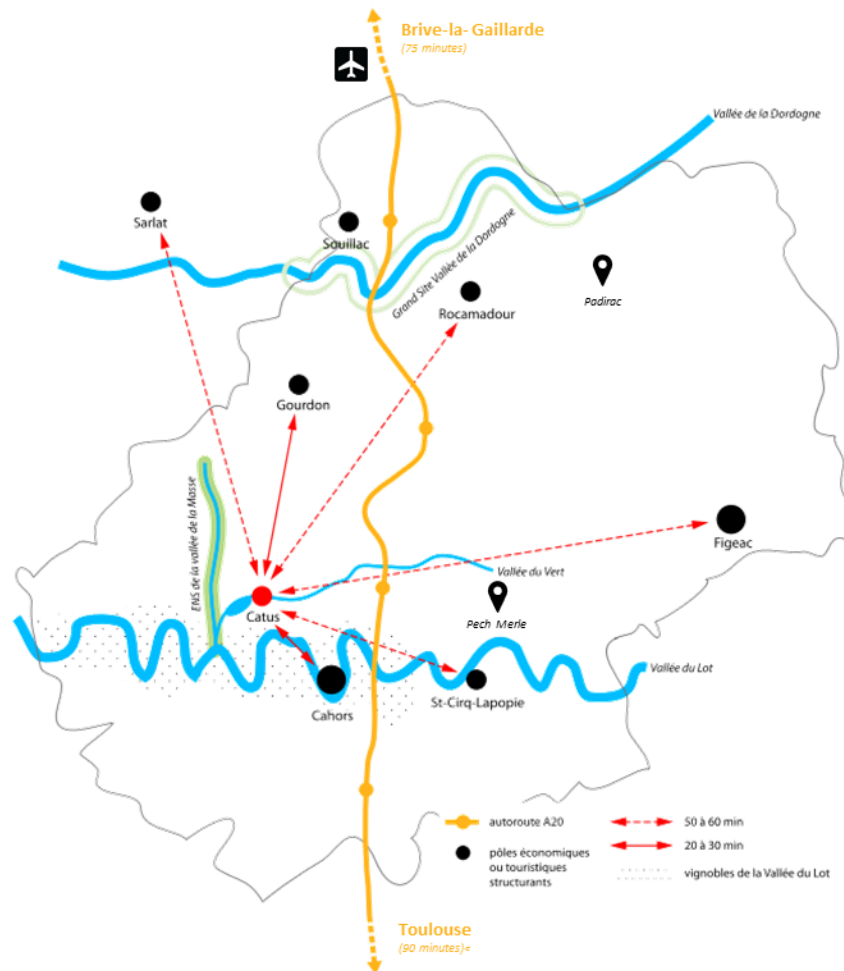 Brive-la- Gaillarde
(75 minutes)
Vallée de la Dordogne
Sarlat
Souillac
Grand Site Vallée de la Dordogne
Rocamadour
Padirac
Gourdon
ENS de la vallée de la Masse
Figeac
Vallée du Vert
Catus
Pech Merle
Vallée du Lot
St-Cirq-Lapopie
Cahors
autoroute A20
50 à 60 min
20 à 30 min
pôles économiques
ou touristiques
structurants
vignobles de la Vallée du Lot
Toulouse
(90 minutes)<